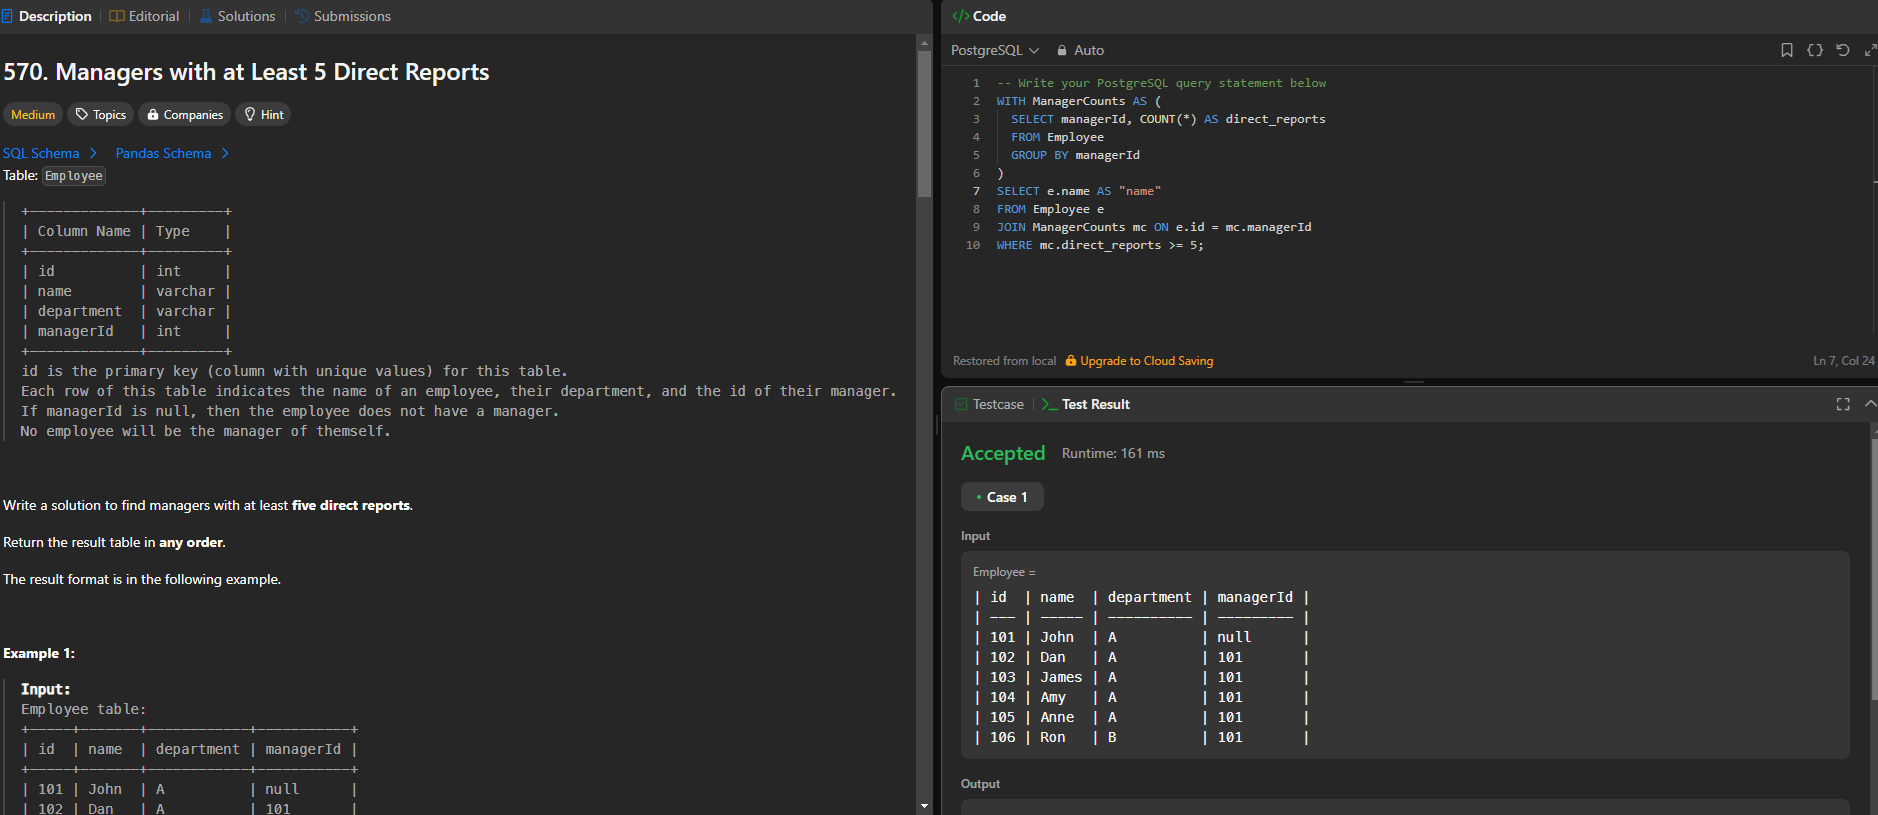 Description | Editorial | Solutions | Submissions
570. Managers with at Least 5 Direct Reports
Medium Topics Companies Hint
SQL Schema > Pandas Schema >
Table: Employee
+-------------+---------+
| Column Name | Type    |
+-------------+---------+
| id          | int     |
| name        | varchar |
| department  | varchar |
| managerId   | int     |
+-------------+---------+
id is the primary key (column with unique values) for this table.
Each row of this table indicates the name of an employee, their department, and the id of their manager.
If managerId is null, then the employee does not have a manager.
No employee will be the manager of themself.
Write a solution to find managers with at least five direct reports.
Return the result table in any order.
The result format is in the following example.
Example 1:
Input:
Employee table:
+-----+-------+------------+-----------+
| id  | name  | department | managerId |
+-----+-------+------------+-----------+
| 101 | John  | A          | null      |
| 102 | Dan   | A          | 101       |
</> Code
PostgreSQL Auto
1 -- Write your PostgreSQL query statement below
2 WITH ManagerCounts AS (
3   SELECT managerId, COUNT(*) AS direct_reports
4   FROM Employee
5   GROUP BY managerId
6 )
7 SELECT e.name AS "name"
8 FROM Employee e
9 JOIN ManagerCounts mc ON e.id = mc.managerId
10 WHERE mc.direct_reports >= 5;
Restored from local Upgrade to Cloud Saving Ln 7, Col 24
Testcase | >_ Test Result
Accepted Runtime: 161 ms
• Case 1
Input
Employee =
| id  | name  | department | managerId |
| --- | ----- | ---------- | --------- |
| 101 | John  | A          | null      |
| 102 | Dan   | A          | 101       |
| 103 | James | A          | 101       |
| 104 | Amy   | A          | 101       |
| 105 | Anne  | A          | 101       |
| 106 | Ron   | B          | 101       |
Output